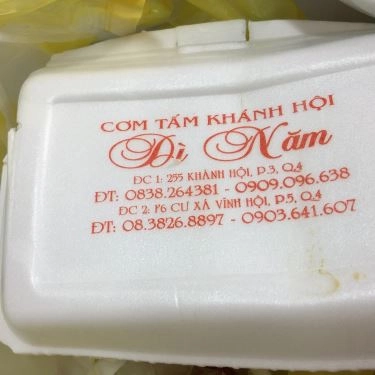 CƠM TẤM KHÁNH HỘI
Dì Năm
ĐC 1: 255 KHÁNH HỘI, P.3, Q.4
ĐT: 0838.264381 - 0909.096.638
ĐC 2: F6 CƯ XÁ VĨNH HỘI, P.5, Q.4
ĐT: 08.3826.8897 - 0903.641.607